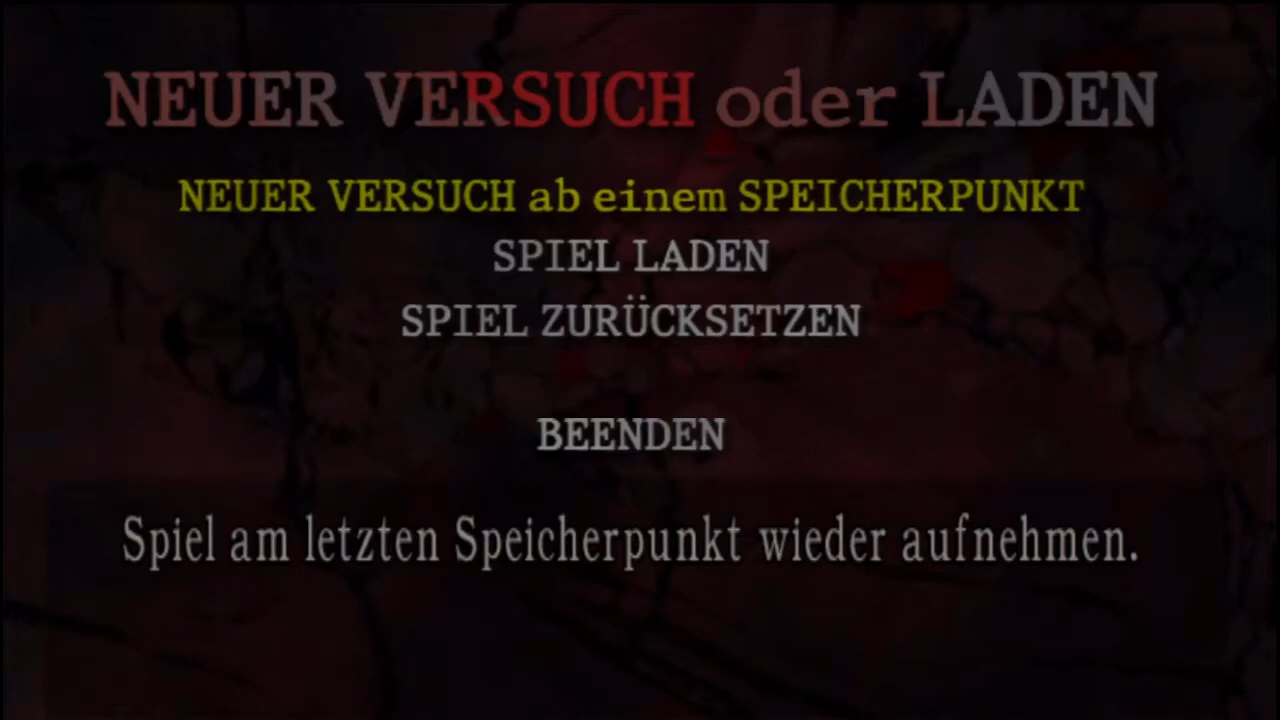 NEUER VERSUCH oder LADEN
NEUER VERSUCH ab einem SPEICHERPUNKT
SPIEL LADEN
SPIEL ZURÜCKSETZEN
BEENDEN
Spiel am letzten Speicherpunkt wieder aufnehmen.